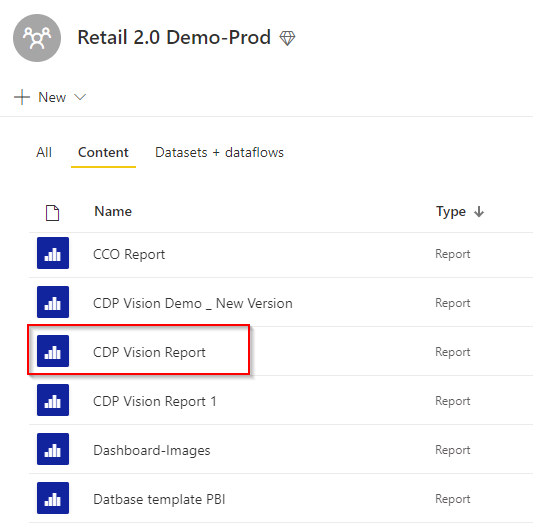 Retail 2.0 Demo-Prod
New
All Content Datasets + dataflows
Name Type
CCO Report Report
CDP Vision Demo _ New Version Report
CDP Vision Report Report
CDP Vision Report 1 Report
Dashboard-Images Report
Datbase template PBI Report